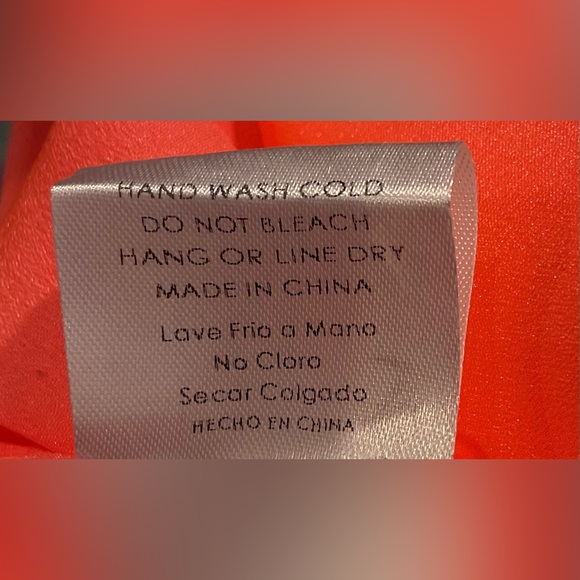 HAND WASH COLD
DO NOT BLEACH
HANG OR LINE DRY
MADE IN CHINA
Lave Frio a Mano
No Cloro
Secar Colgado
HECHO EN CHINA